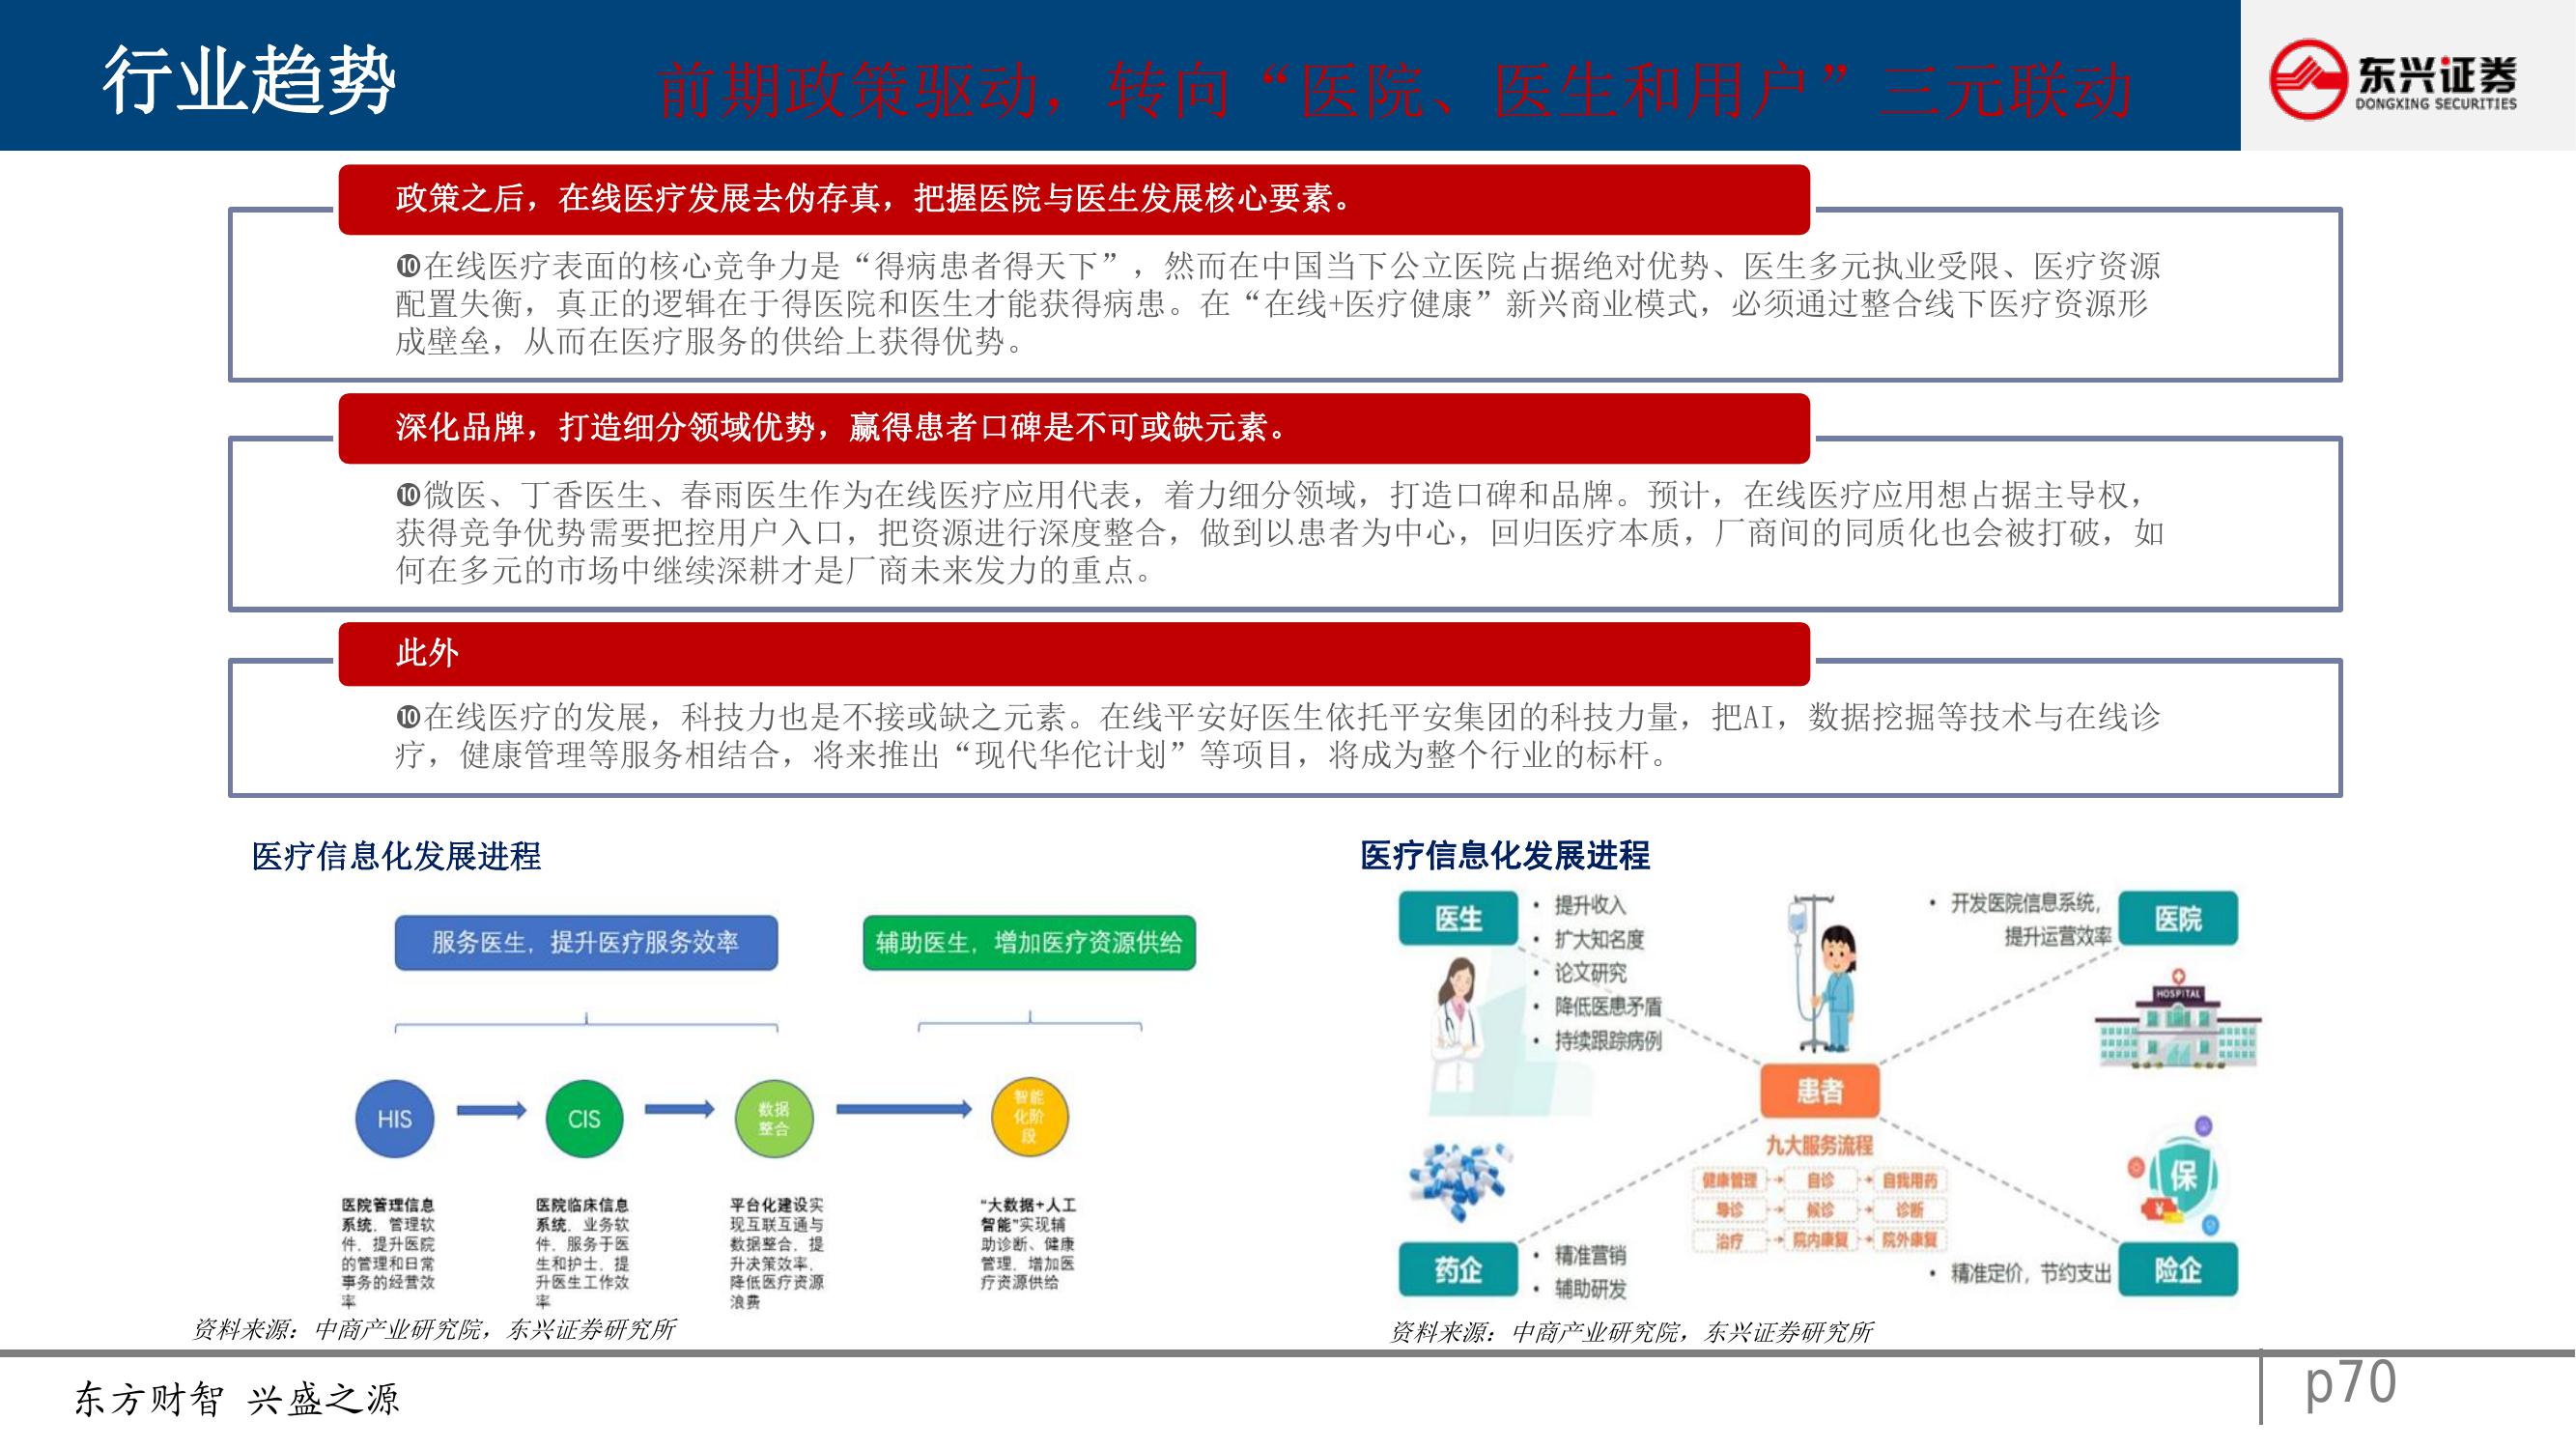 行业趋势
前期政策驱动，转向“医院、医生和用户”三元联动
东兴证券
DONGXING SECURITIES
政策之后，在线医疗发展去伪存真，把握医院与医生发展核心要素。
❿在线医疗表面的核心竞争力是“得病患者得天下”，然而在中国当下公立医院占据绝对优势、医生多元执业受限、医疗资源
配置失衡，真正的逻辑在于得医院和医生才能获得病患。在“在线+医疗健康”新兴商业模式，必须通过整合线下医疗资源形
成壁垒，从而在医疗服务的供给上获得优势。
深化品牌，打造细分领域优势，赢得患者口碑是不可或缺元素。
❿微医、丁香医生、春雨医生作为在线医疗应用代表，着力细分领域，打造口碑和品牌。预计，在线医疗应用想占据主导权，
获得竞争优势需要把控用户入口，把资源进行深度整合，做到以患者为中心，回归医疗本质，厂商间的同质化也会被打破，如
何在多元的市场中继续深耕才是厂商未来发力的重点。
此外
❿在线医疗的发展，科技力也是不接或缺之元素。在线平安好医生依托平安集团的科技力量，把AI，数据挖掘等技术与在线诊
疗，健康管理等服务相结合，将来推出“现代华佗计划”等项目，将成为整个行业的标杆。
医疗信息化发展进程
服务医生，提升医疗服务效率
辅助医生，增加医疗资源供给
HIS
CIS
数据
整合
智能
化阶
段
医院管理信息
系统，管理软
件，提升医院
的管理和日常
事务的经营效
率
医院临床信息
系统，业务软
件，服务于医
生和护士，提
升医生工作效
率
平台化建设实
现互联互通与
数据整合，提
升决策效率，
降低医疗资源
浪费
“大数据+人工
智能”实现辅
助诊断、健康
管理，增加医
疗资源供给
资料来源：中商产业研究院，东兴证券研究所
医疗信息化发展进程
医生
• 提升收入
• 扩大知名度
• 论文研究
• 降低医患矛盾
• 持续跟踪病例
• 开发医院信息系统，
提升运营效率
医院
HOSPITAL
患者
九大服务流程
健康管理 自诊 自我用药
导诊 候诊 诊断
治疗 院内康复 院外康复
保
¥
药企
• 精准营销
• 辅助研发
• 精准定价，节约支出
险企
资料来源：中商产业研究院，东兴证券研究所
东方财智 兴盛之源
p70